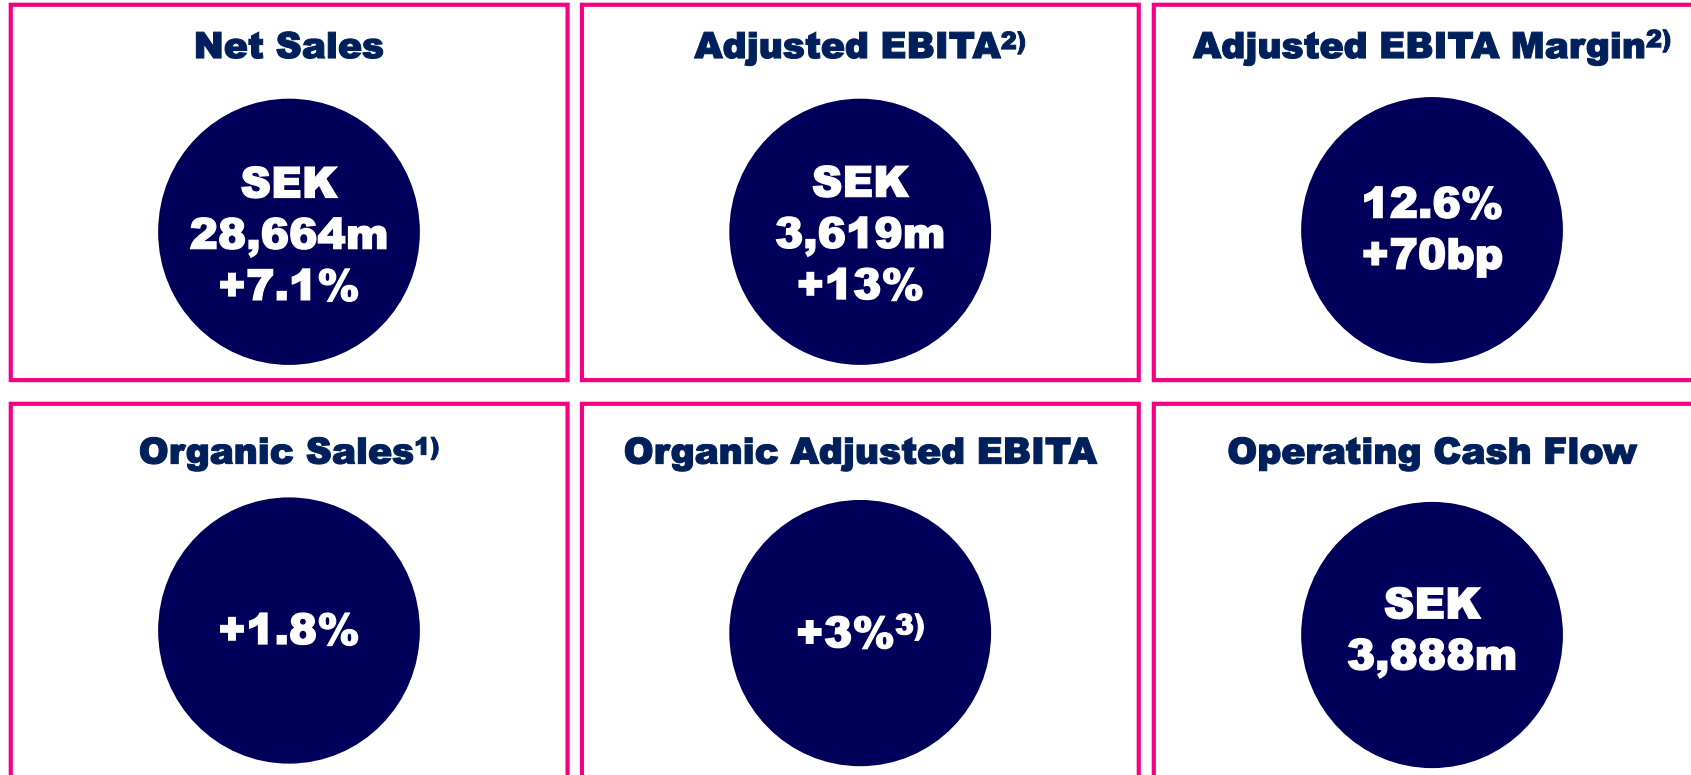 Net Sales
SEK
28,664m
+7.1%
Adjusted EBITA2)
SEK
3,619m
+13%
Adjusted EBITA Margin2)
12.6%
+70bp
Organic Sales1)
+1.8%
Organic Adjusted EBITA
+3%3)
Operating Cash Flow
SEK
3,888m